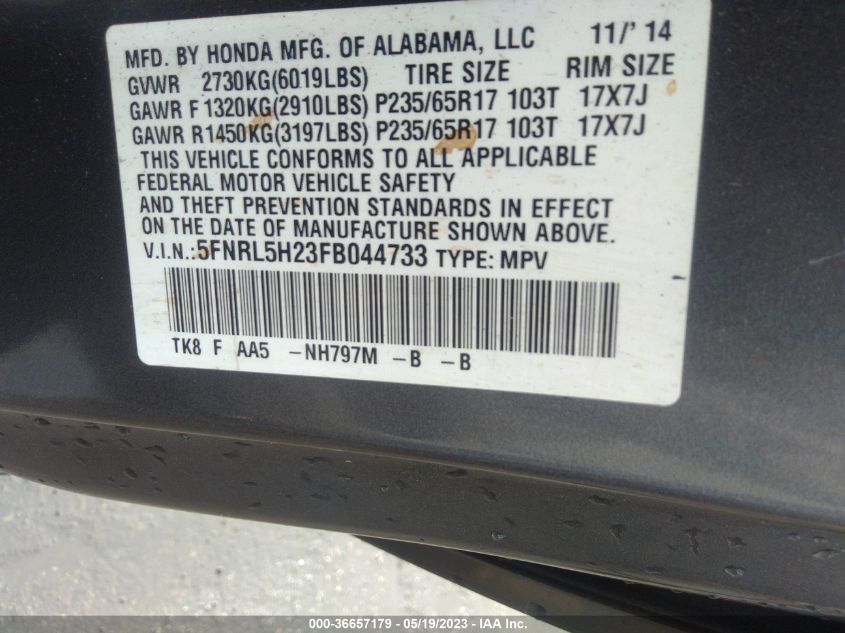 MFD. BY HONDA MFG. OF ALABAMA, LLC 11/' 14
GVWR 2730KG(6019LBS) TIRE SIZE RIM SIZE
GAWR F 1320KG(2910LBS) P235/65R17 103T 17X7J
GAWR R1450KG(3197LBS) P235/65R17 103T 17X7J
THIS VEHICLE CONFORMS TO ALL APPLICABLE
FEDERAL MOTOR VEHICLE SAFETY
AND THEFT PREVENTION STANDARDS IN EFFECT
ON THE DATE OF MANUFACTURE SHOWN ABOVE.
V.I.N.:5FNRL5H23FB044733 TYPE: MPV
TK8 F AA5 -NH797M -B -B
000-36657179 - 05/19/2023 - IAA Inc.